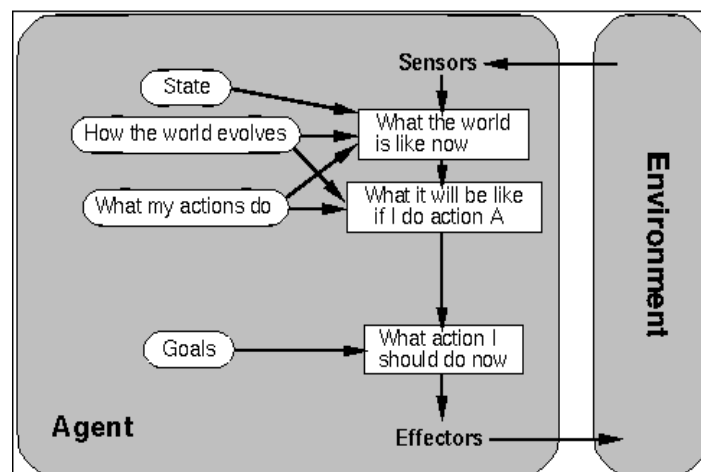 Sensors
State
How the world evolves
What the world
is like now
What my actions do
What it will be like
if I do action A
Goals
What action I
should do now
Agent
Effectors
Environment